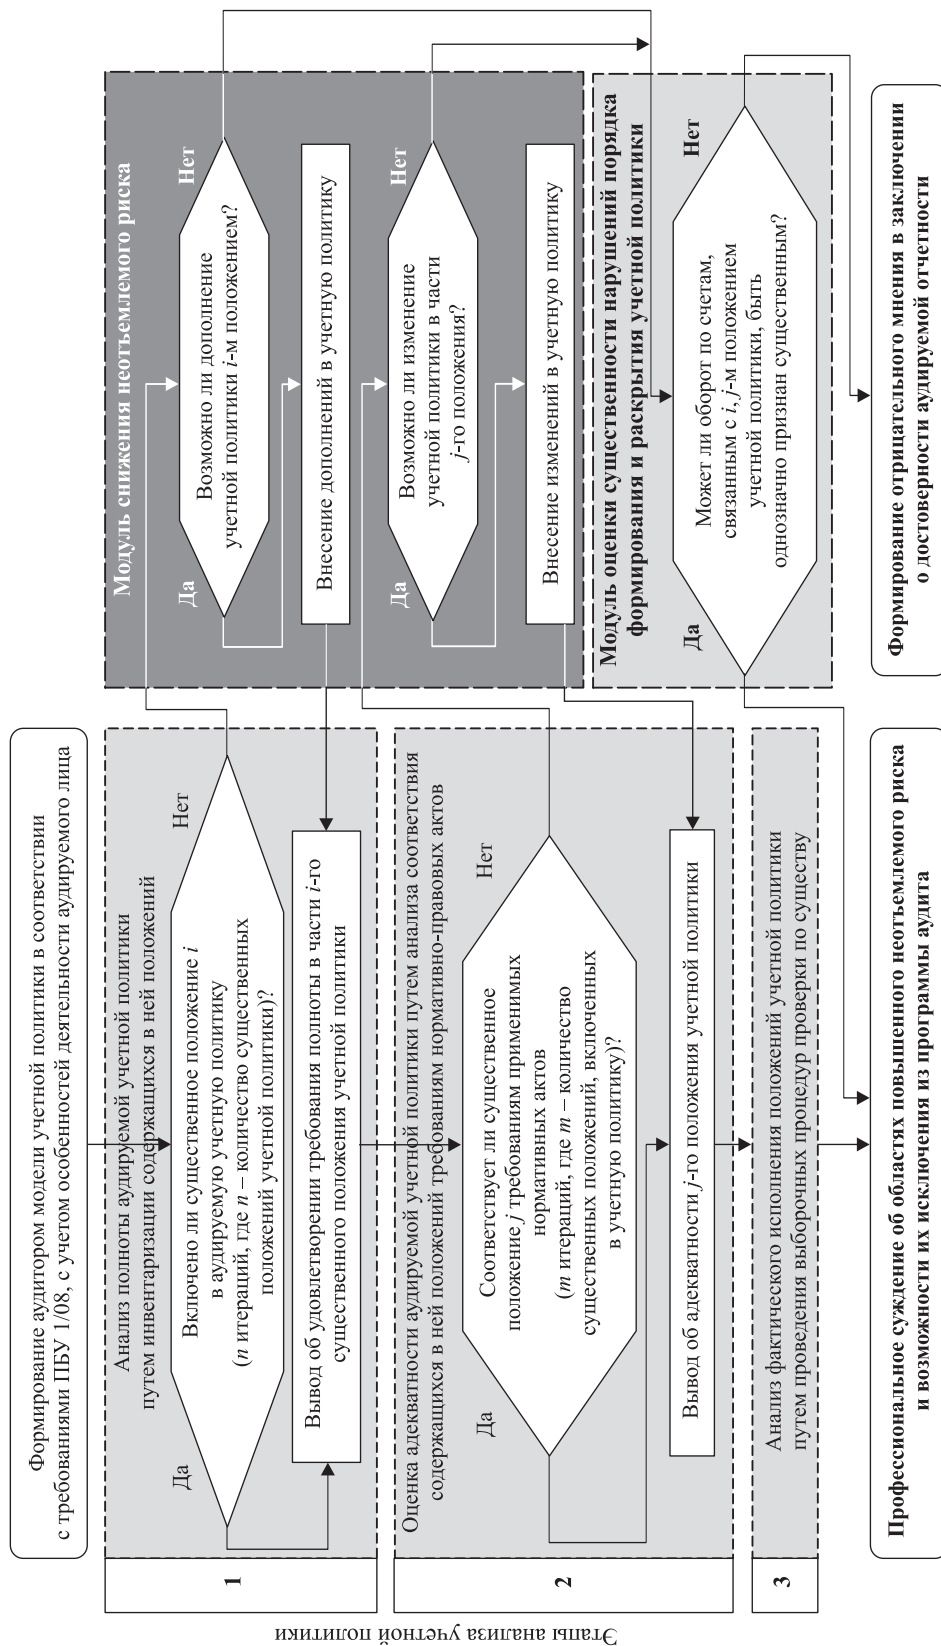 Этапы анализа учетной политики
Формирование аудитором модели учетной политики в соответствии
с требованиями ПБУ 1/08, с учетом особенностей деятельности аудируемого лица
1
Анализ полноты аудируемой учетной политики
путем инвентаризации содержащихся в ней положений
Да
Нет
Включено ли существенное положение i
в аудируемую учетную политику
(n итераций, где n – количество существенных
положений учетной политики)?
Вывод об удовлетворении требования полноты в части i-го
существенного положения учетной политики
2
Оценка адекватности аудируемой учетной политики путем анализа соответствия
содержащихся в ней положений требованиям нормативно-правовых актов
Да
Нет
Соответствует ли существенное
положение j требованиям применимых
нормативных актов
(m итераций, где m – количество
существенных положений, включенных
в учетную политику)?
Вывод об адекватности j-го положения учетной политики
3
Анализ фактического исполнения положений учетной политики
путем проведения выборочных процедур проверки по существу
Профессиональное суждение об областях повышенного неотъемлемого риска
и возможности их исключения из программы аудита
Модуль снижения неотъемлемого риска
Да
Нет
Возможно ли дополнение
учетной политики i-м положением?
Внесение дополнений в учетную политику
Да
Нет
Возможно ли изменение
учетной политики в части
j-го положения?
Внесение изменений в учетную политику
Модуль оценки существенности нарушений порядка
формирования и раскрытия учетной политики
Да
Нет
Может ли оборот по счетам,
связанным с i, j-м положением
учетной политики, быть
однозначно признан существенным?
Формирование отрицательного мнения в заключении
о достоверности аудируемой отчетности